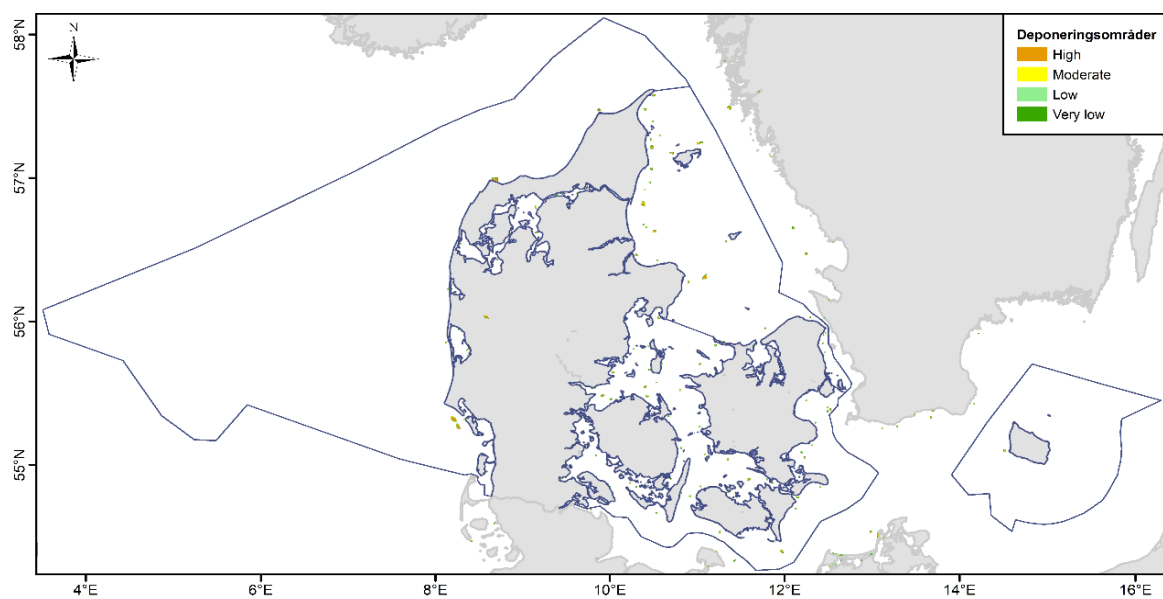 N
Deponeringsområder
High
Moderate
Low
Very low
58°N
57°N
56°N
55°N
4°E
6°E
8°E
10°E
12°E
14°E
16°E